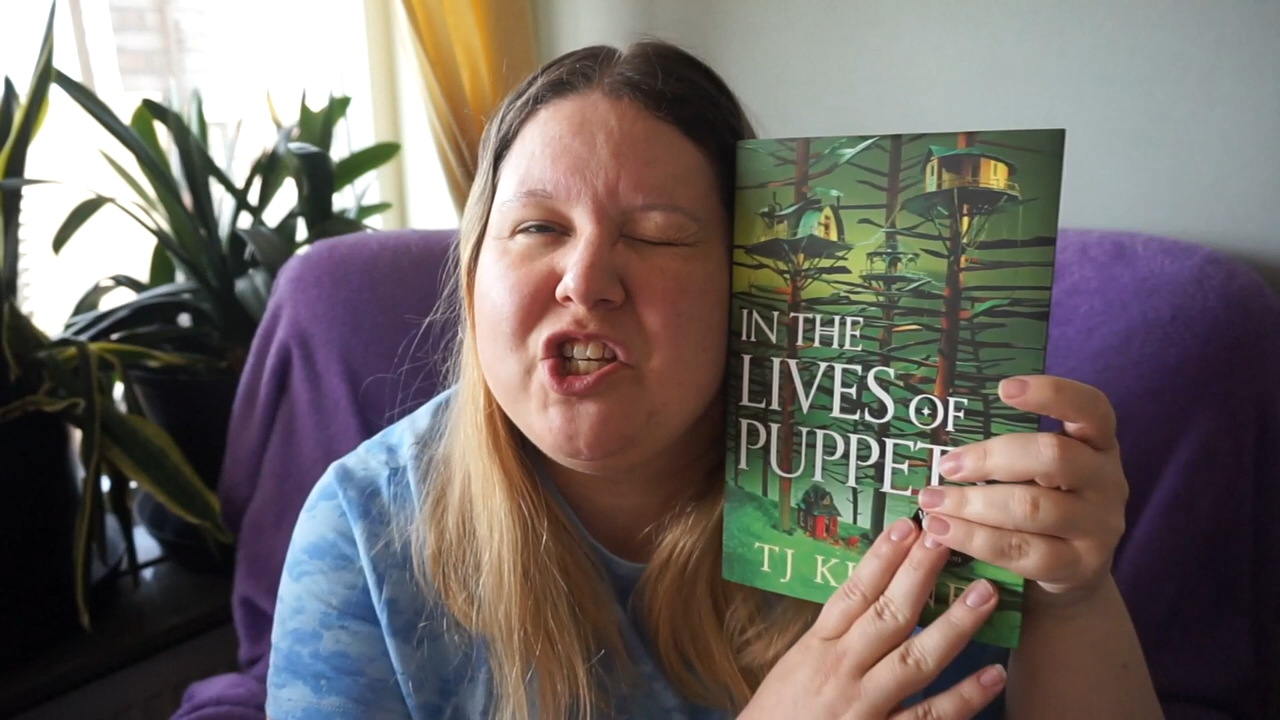 IN THE
LIVES OF
PUPPET
TJ K